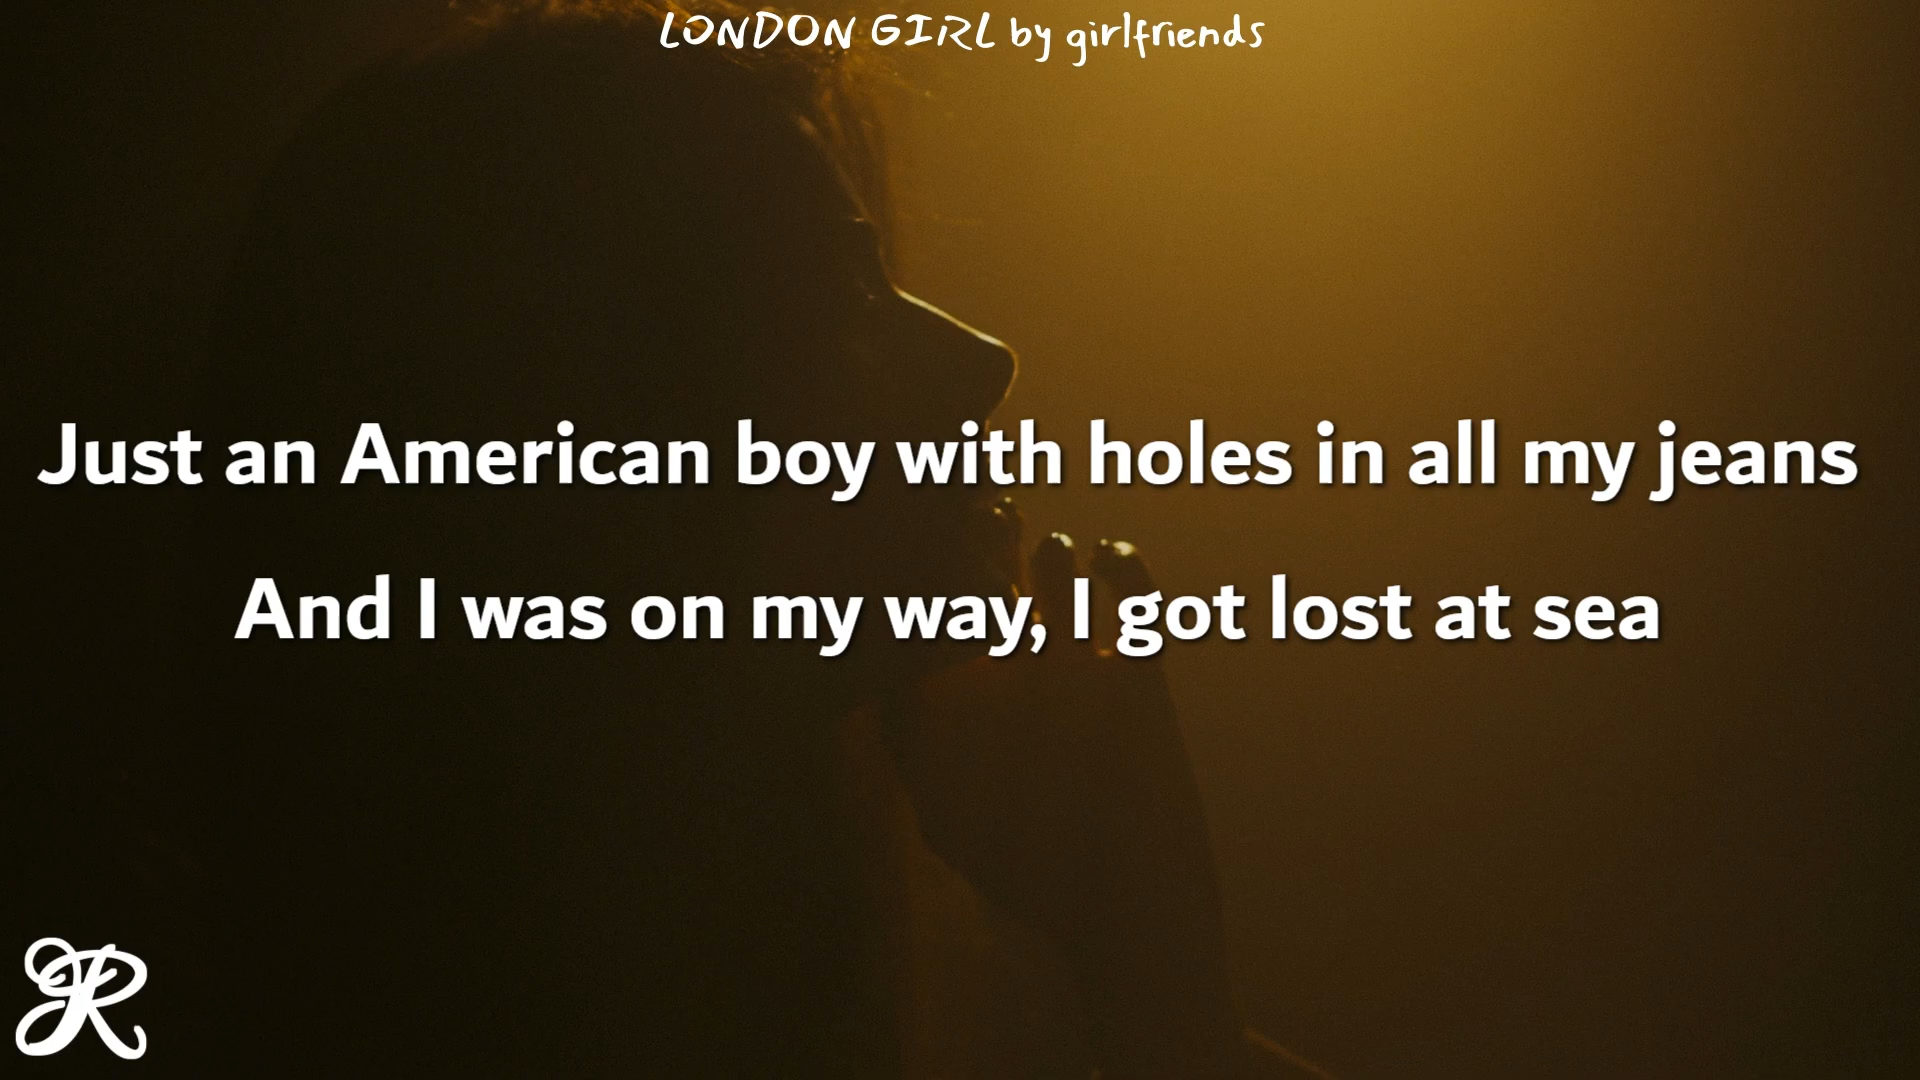 LONDON GIRL by girlfriends
Just an American boy with holes in all my jeans
And I was on my way, I got lost at sea
R